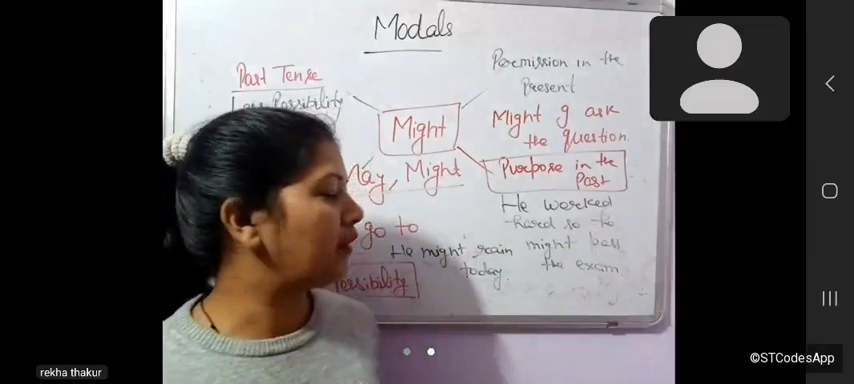 Modals
Past Tense
Less Possibility
Might
May, Might
go to
Permission in the
Present
Might I ask
the question
Purpose in the
Past
He worked
hard so he
might pass
the exam.
He might rain
today.
rekha thakur
©STCodesApp